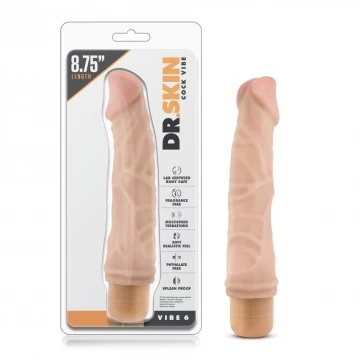 8.75"
LENGTH
DR.SKIN
COCK VIBE
LAB CERTIFIED
BODY SAFE
FRAGRANCE
FREE
MULTISPEED
VIBRATIONS
SOFT
REALISTIC FEEL
PHTHALATE
FREE
SPLASH PROOF
VIBE 6